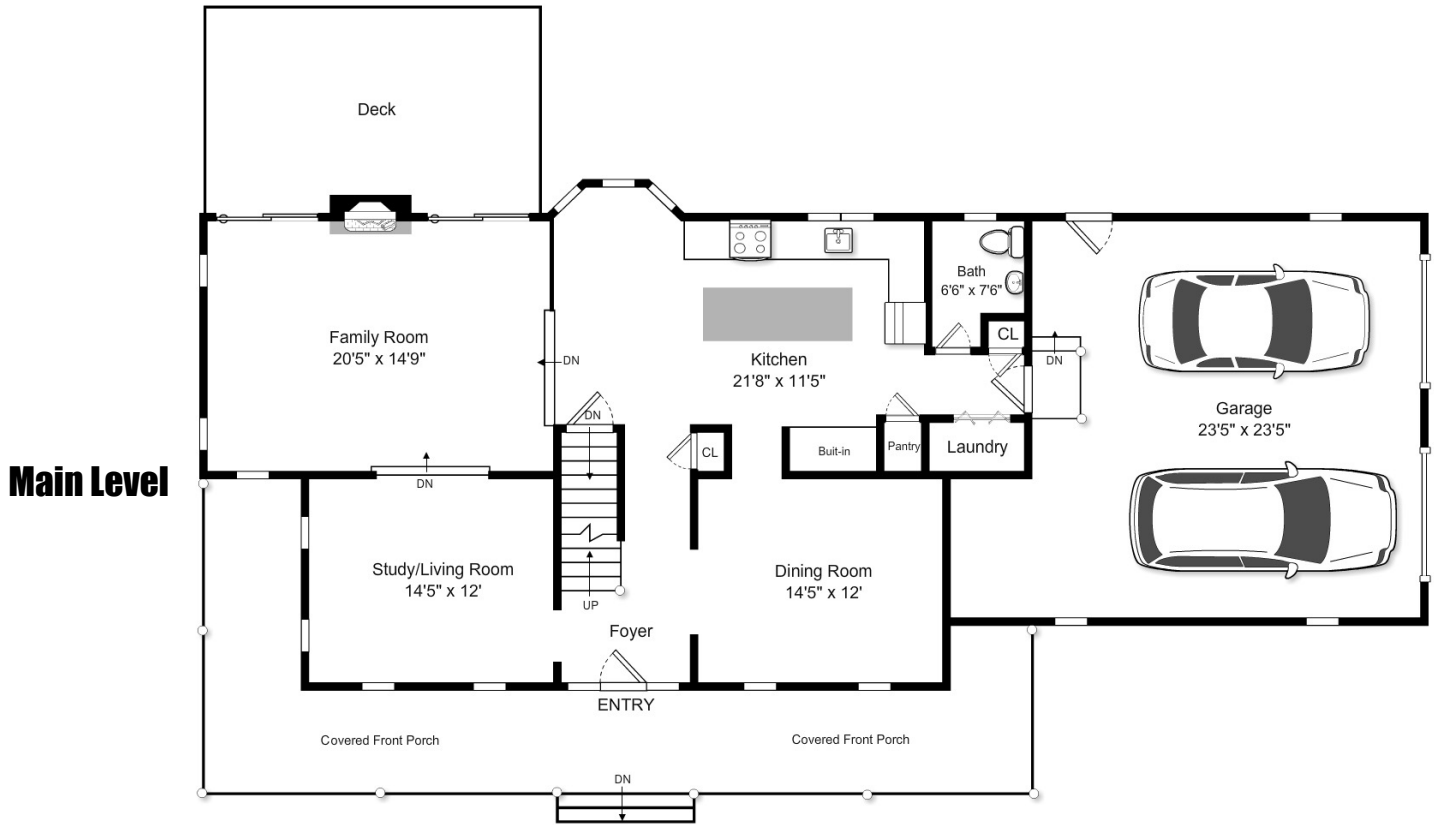 Deck
Family Room
20'5" x 14'9"
DN
DN
Kitchen
21'8" x 11'5"
Bath
6'6" x 7'6"
CL
DN
Garage
23'5" x 23'5"
DN
CL
Built-in
Pantry
Laundry
Main Level
DN
Study/Living Room
14'5" x 12'
UP
Foyer
Dining Room
14'5" x 12'
ENTRY
Covered Front Porch
Covered Front Porch
DN